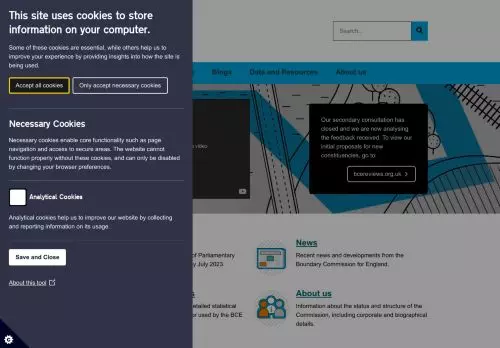 This site uses cookies to store
information on your computer.
Some of these cookies are essential, while others help us to
improve your experience by providing insights into how the site is
being used.
Accept all cookies
Only accept necessary cookies
Necessary Cookies
Necessary cookies enable core functionality such as page
navigation and access to secure areas. The website cannot
function properly without these cookies, and can only be disabled
by changing your browser preferences.
Analytical Cookies
Analytical cookies help us to improve our website by collecting
and reporting information on its usage.
Save and Close
About this tool
Search...
Blogs
Data and Resources
About us
video
Our secondary consultation has
closed and we are now analysing
the feedback received. To view our
initial proposals for new
constituencies, go to:
bcereviews.org.uk
of Parliamentary
by July 2023.
News
Recent news and developments from the
Boundary Commission for England.
detailed statistical
or used by the BCE
About us
Information about the status and structure of the
Commission, including corporate and biographical
details.